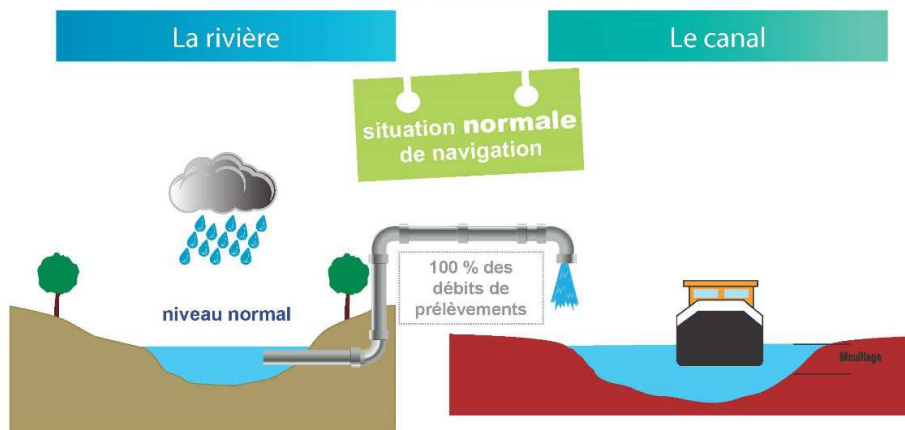 La rivière
Le canal
situation normale
de navigation
100 % des
débits de
prélèvements
niveau normal
Mouillage